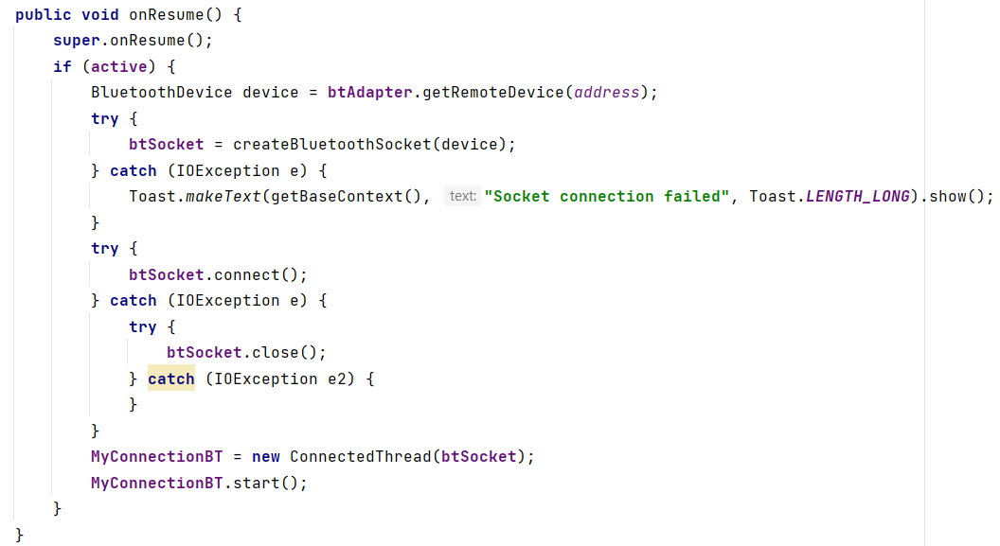 public void onResume() {
    super.onResume();
    if (active) {
        BluetoothDevice device = btAdapter.getRemoteDevice(address);
        try {
            btSocket = createBluetoothSocket(device);
        } catch (IOException e) {
            Toast.makeText(getBaseContext(), text: "Socket connection failed", Toast.LENGTH_LONG).show();
        }
        try {
            btSocket.connect();
        } catch (IOException e) {
            try {
                btSocket.close();
            } catch (IOException e2) {
            }
        }
        MyConnectionBT = new ConnectedThread(btSocket);
        MyConnectionBT.start();
    }
}